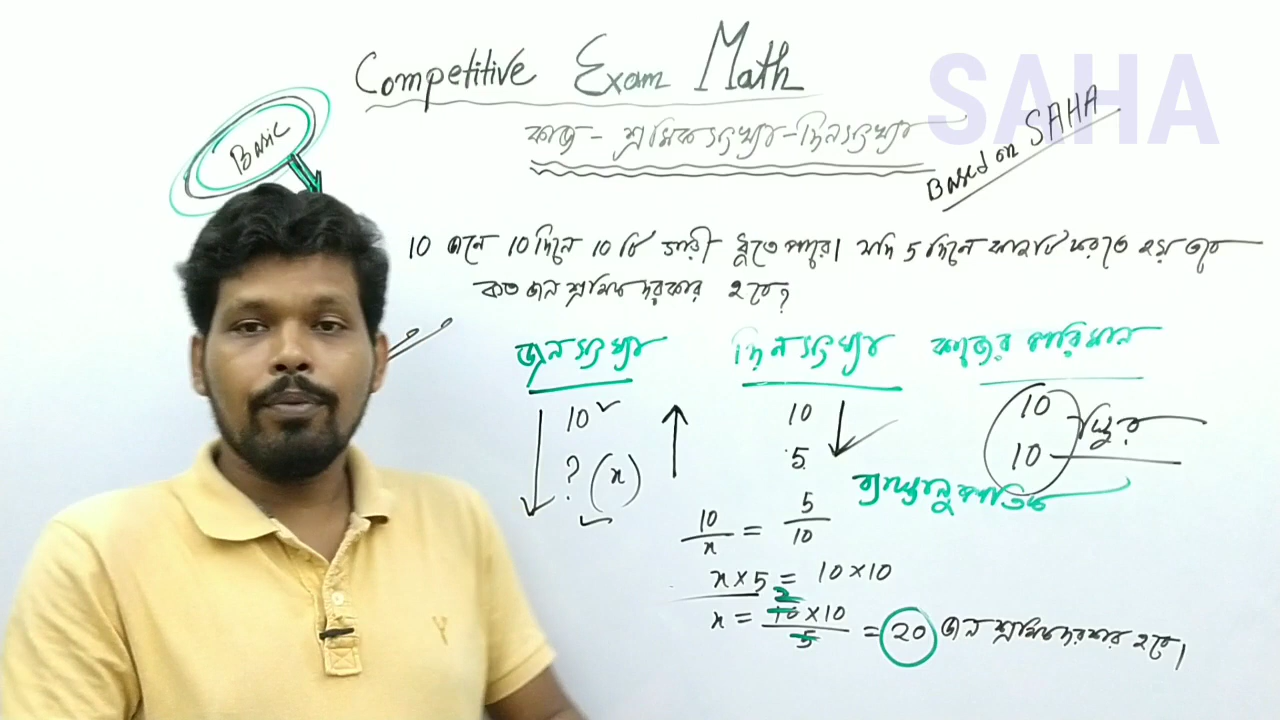 SAHA
Competitive Exam Math
কাজ - শ্রমিকসংখ্যা - দিনসংখ্যা
Based on SAHA
Basic
10 জনে 10 দিনে 10 টি শাড়ী ধুতে পারে। যদি 5 দিনে কাজটি করতে হয় তবে
কত জন শ্রমিক দরকার হবে?
জনসংখ্যা দিনসংখ্যা কাজের পরিমান
10 10 10
? (x) 5 10
স্থির
ব্যাস্তানুপাতিক
10/x = 5/10
x×5 = 10×10
x = 10×10/5 = 20 জন শ্রমিক দরকার হবে।
2